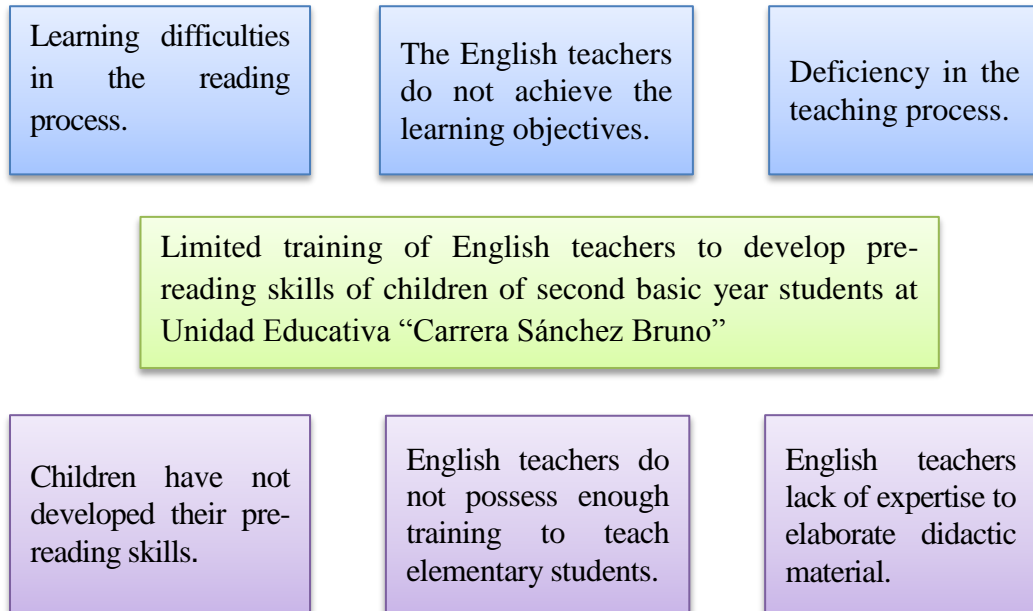 Learning difficulties
in the reading
process.
The English teachers
do not achieve the
learning objectives.
Deficiency in the
teaching process.
Limited training of English teachers to develop pre-
reading skills of children of second basic year students at
Unidad Educativa “Carrera Sánchez Bruno”
Children have not
developed their pre-
reading skills.
English teachers do
not possess enough
training to teach
elementary students.
English teachers
lack of expertise to
elaborate didactic
material.